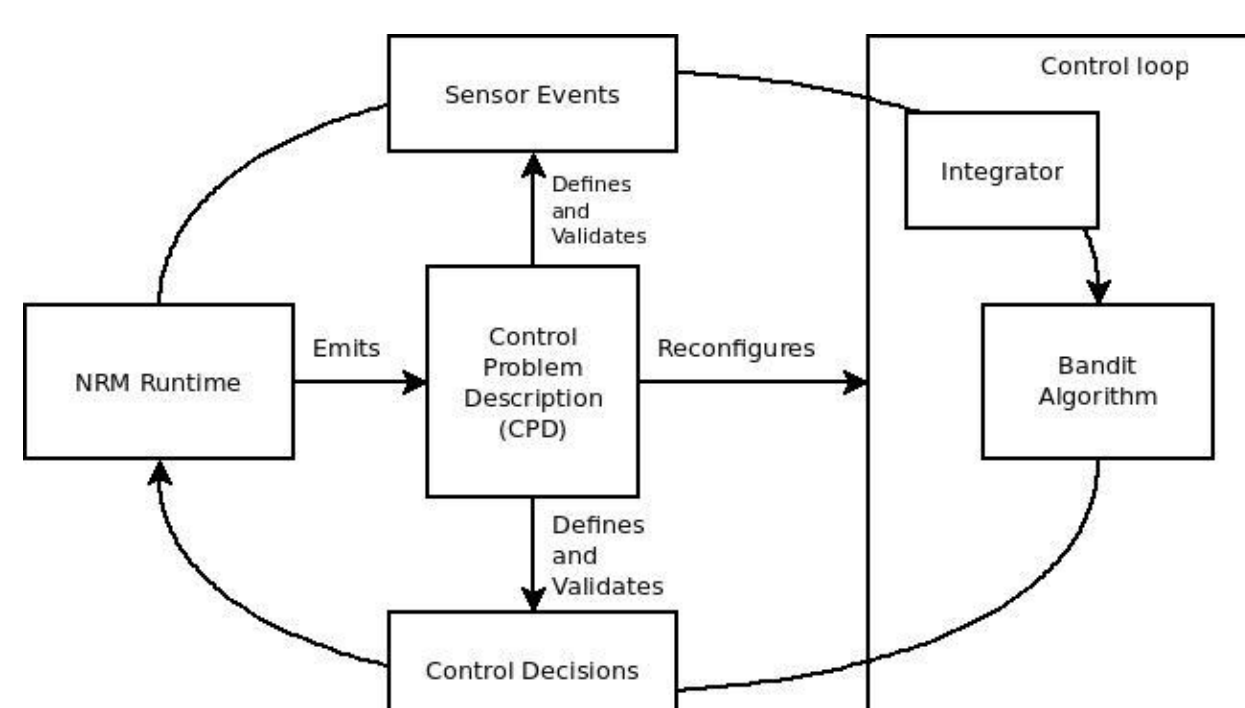 Control loop
Sensor Events
Integrator
Defines
and
Validates
NRM Runtime
Emits
Control
Problem
Description
(CPD)
Reconfigures
Bandit
Algorithm
Defines
and
Validates
Control Decisions